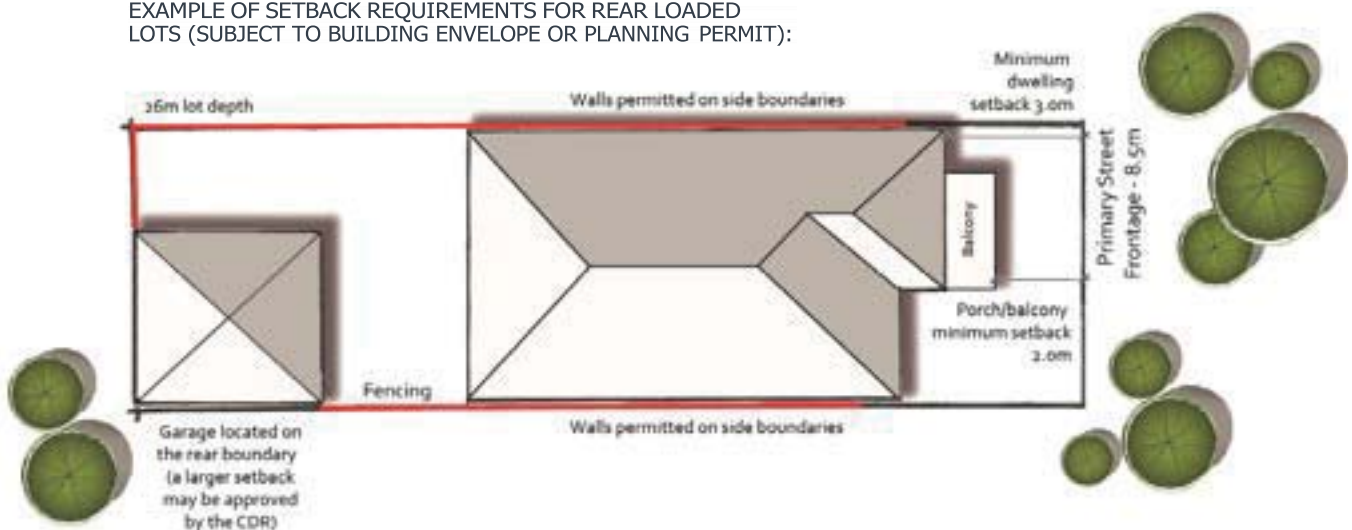 EXAMPLE OF SETBACK REQUIREMENTS FOR REAR LOADED
LOTS (SUBJECT TO BUILDING ENVELOPE OR PLANNING PERMIT):
Minimum
dwelling
setback 3.0m
26m lot depth
Walls permitted on side boundaries
Primary Street
Frontage - 8.5m
Balcony
Porch/balcony
minimum setback
2.0m
Fencing
Walls permitted on side boundaries
Garage located on
the rear boundary
(a larger setback
may be approved
by the CDR)